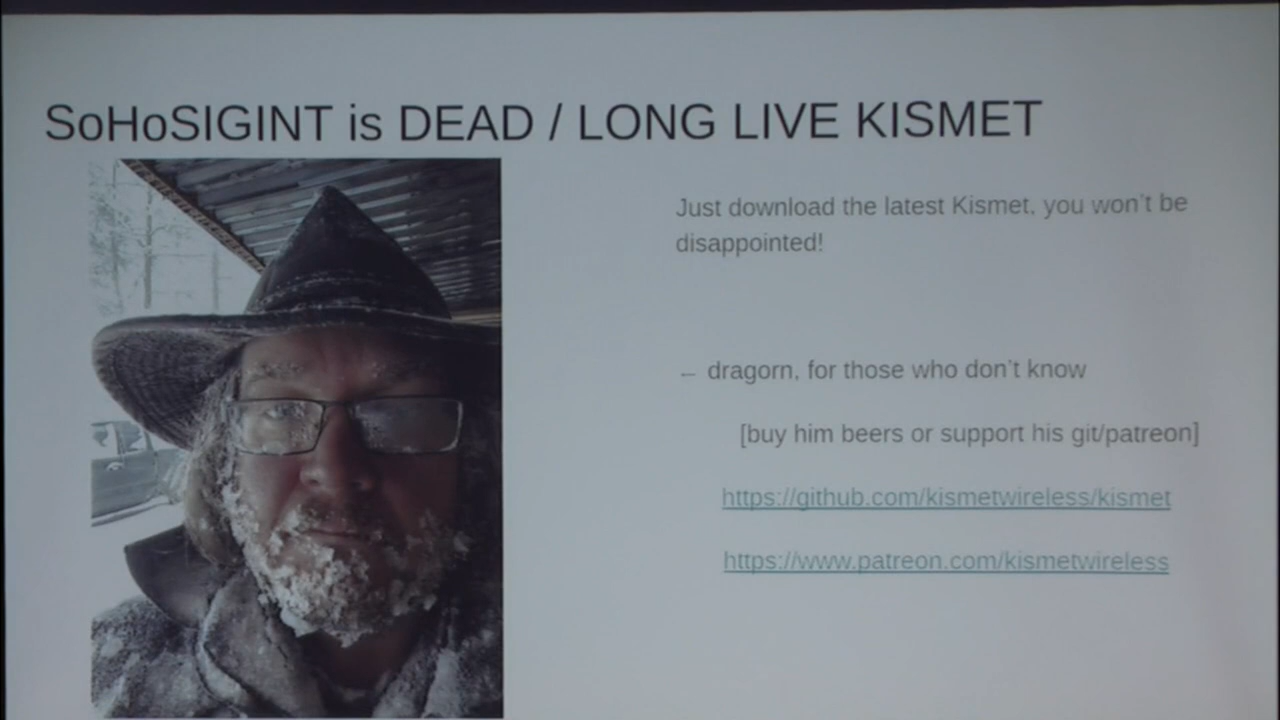 SoHoSIGINT is DEAD / LONG LIVE KISMET
Just download the latest Kismet, you won't be
disappointed!
← dragorn, for those who don't know
[buy him beers or support his git/patreon]
https://github.com/kismetwireless/kismet
https://www.patreon.com/kismetwireless